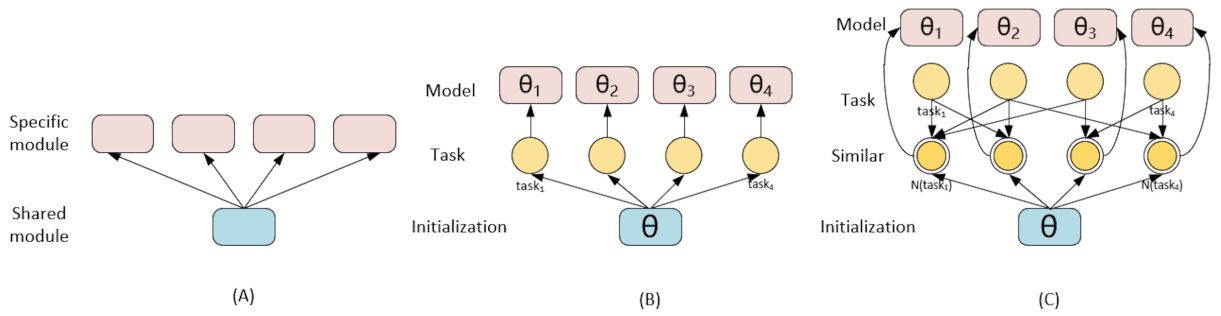 Specific
module
Shared
module
(A)
Model
θ1
θ2
θ3
θ4
Task
task1
task4
Initialization
θ
(B)
Model
θ1
θ2
θ3
θ4
Task
task1
task4
Similar
N(task1)
N(task4)
Initialization
θ
(C)